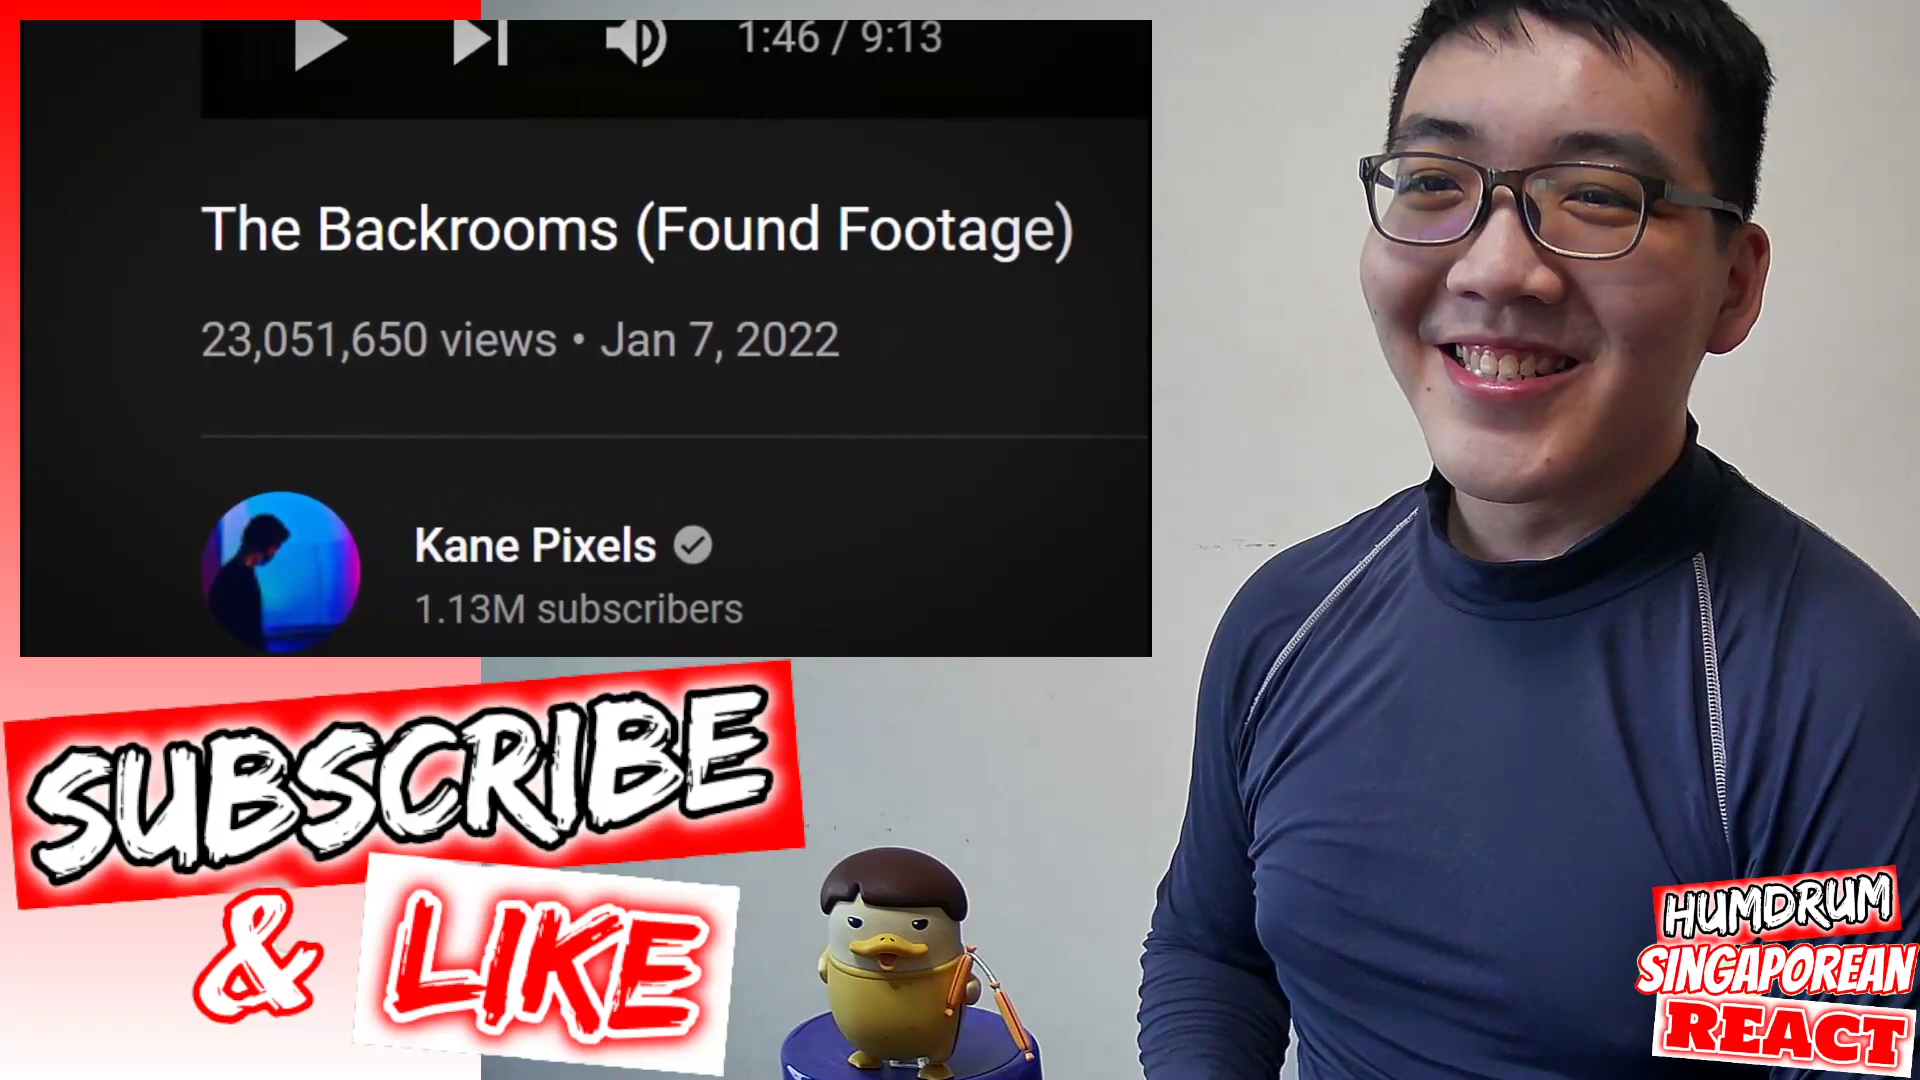 1:46 / 9:13
The Backrooms (Found Footage)
23,051,650 views • Jan 7, 2022
Kane Pixels
1.13M subscribers
SUBSCRIBE
& LIKE
HUMDRUM
SINGAPOREAN
REACT